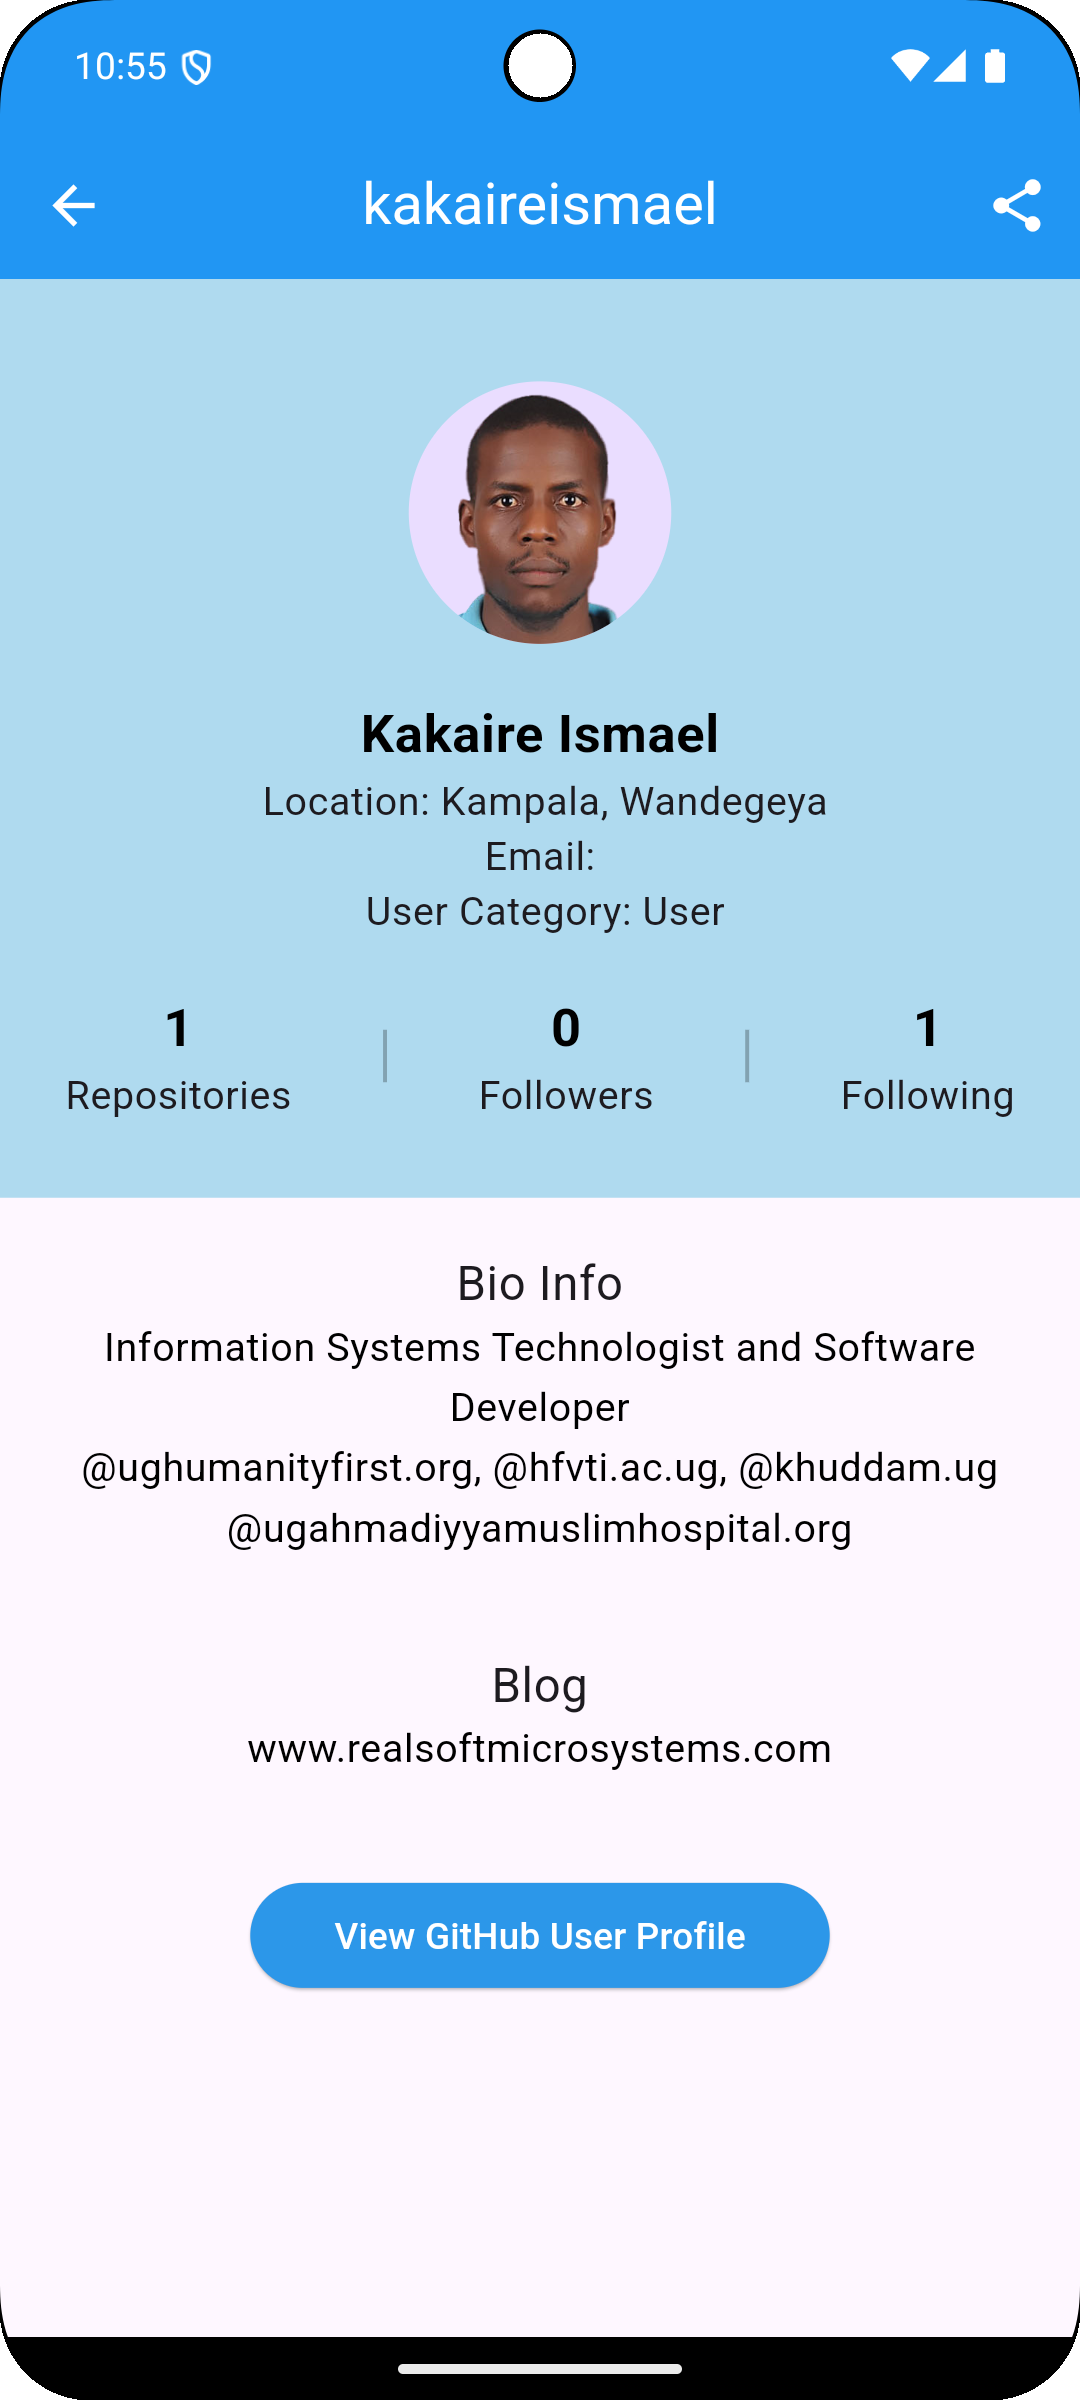 10:55
kakaireismael
Kakaire Ismael
Location: Kampala, Wandegeya
Email:
User Category: User
1
Repositories
0
Followers
1
Following
Bio Info
Information Systems Technologist and Software
Developer
@ughumanityfirst.org, @hfvti.ac.ug, @khuddam.ug
@ugahmadiyyamuslimhospital.org
Blog
www.realsoftmicrosystems.com
View GitHub User Profile